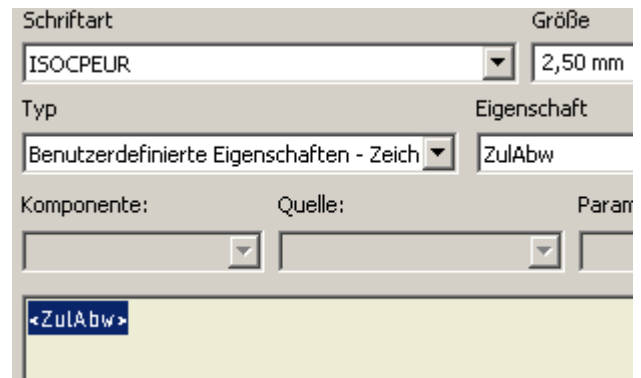 Schriftart Größe
ISOCPEUR 2,50 mm
Typ Eigenschaft
Benutzerdefinierte Eigenschaften - Zeich ZulAbw
Komponente: Quelle: Param
<ZulAbw>